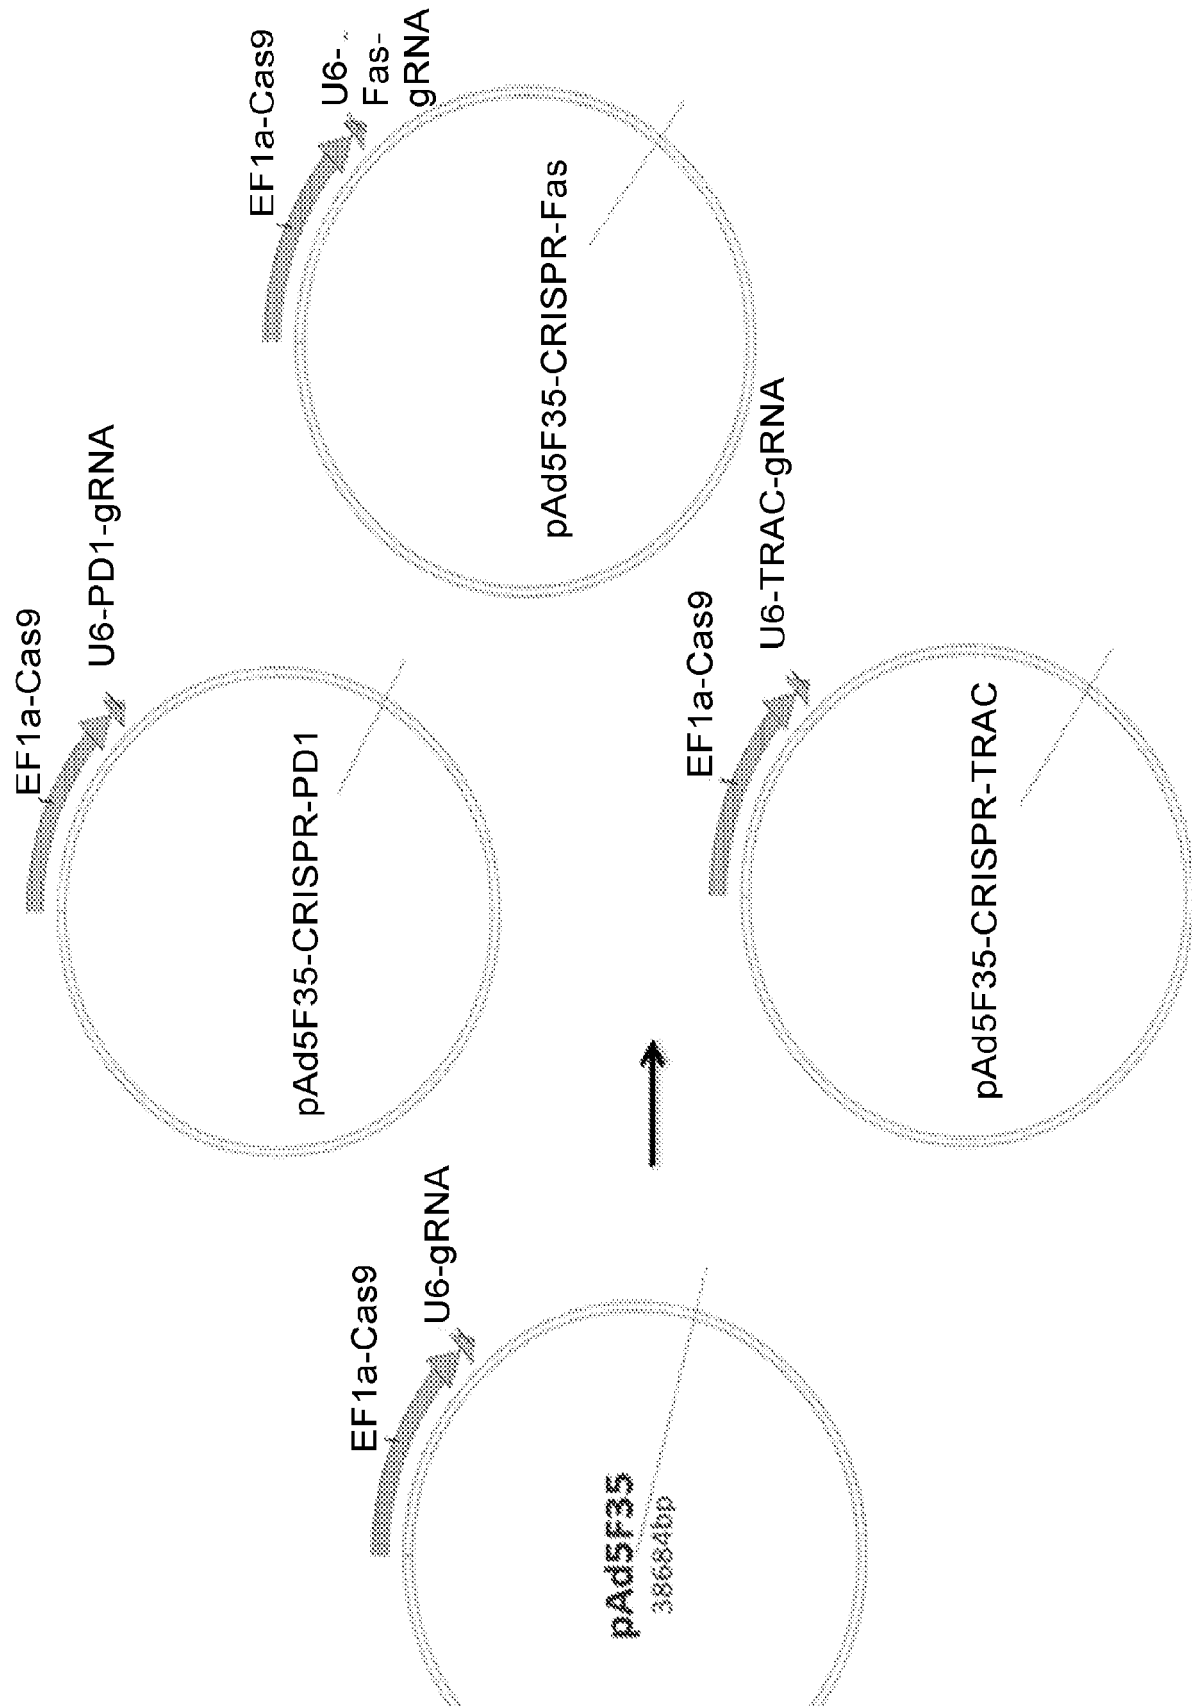 EF1a-Cas9
U6-gRNA
pAd5F35
38684bp
EF1a-Cas9
U6-PD1-gRNA
pAd5F35-CRISPR-PD1
EF1a-Cas9
U6-TRAC-gRNA
pAd5F35-CRISPR-TRAC
EF1a-Cas9
U6-
Fas-
gRNA
pAd5F35-CRISPR-Fas